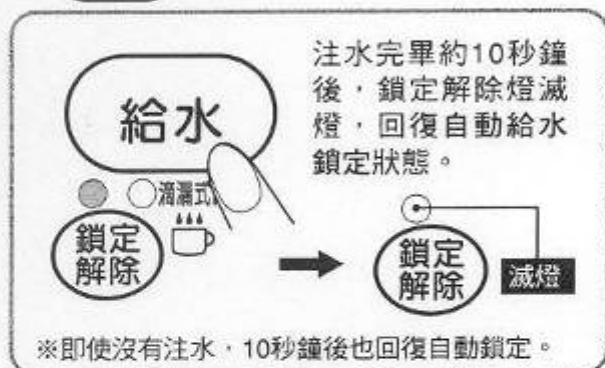 注水完畢約10秒鐘
後，鎖定解除燈滅
燈，回復自動給水
鎖定狀態。
給水
滴漏式
鎖定
解除
鎖定
解除
滅燈
※即使沒有注水，10秒鐘後也回復自動鎖定。